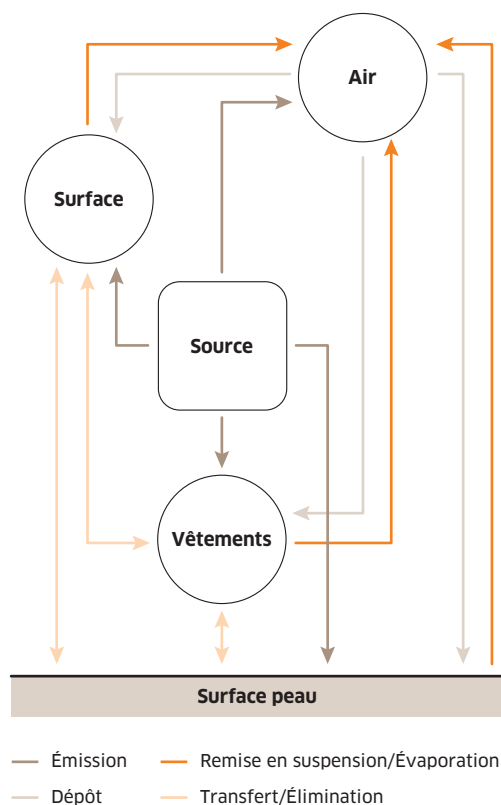 Air
Surface
Source
Vêtements
Surface peau
Émission
Remise en suspension/Évaporation
Dépôt
Transfert/Élimination